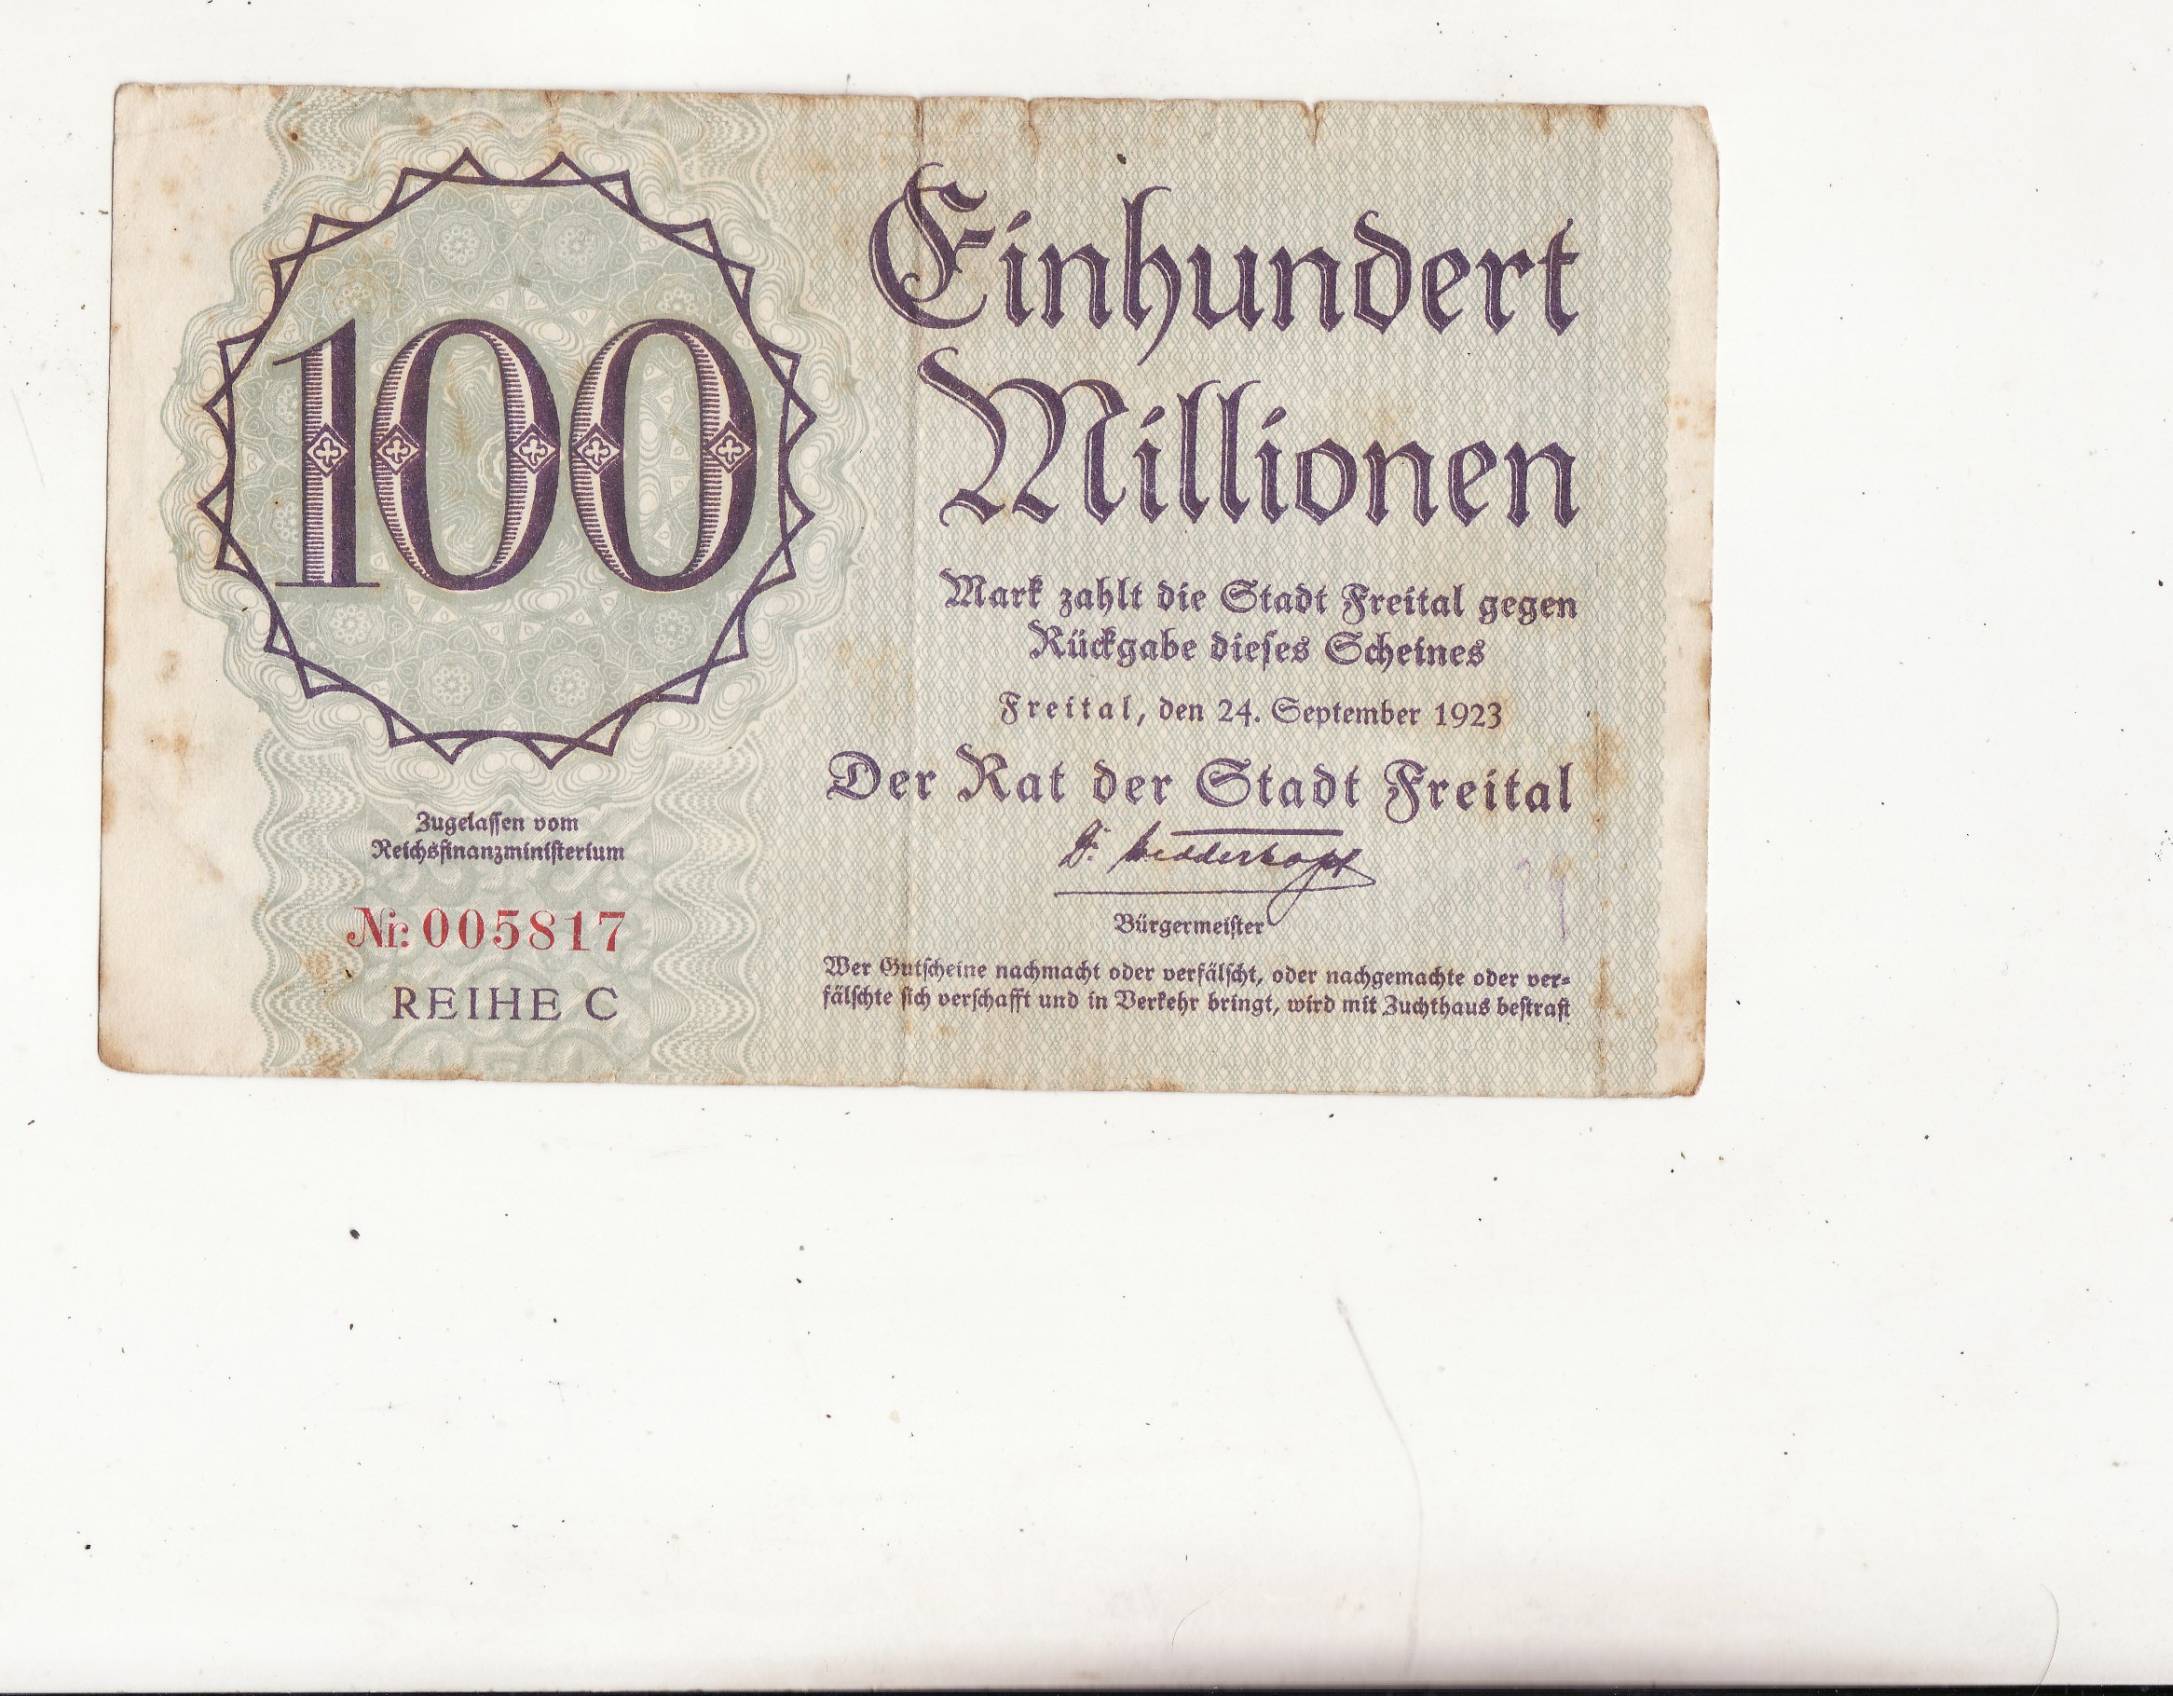 100
Einhundert
Millionen
Mark zahlt die Stadt Freital gegen
Rückgabe dieses Scheines
Freital, den 24. September 1923
Der Rat der Stadt Freital
Dr. Wedderkopf
Bürgermeister
Wer Gutscheine nachmacht oder verfälscht, oder nachgemachte oder ver=
fälschte sich verschafft und in Verkehr bringt, wird mit Zuchthaus bestraft
Zugelassen vom
Reichsfinanzministerium
Nr. 005817
REIHE C